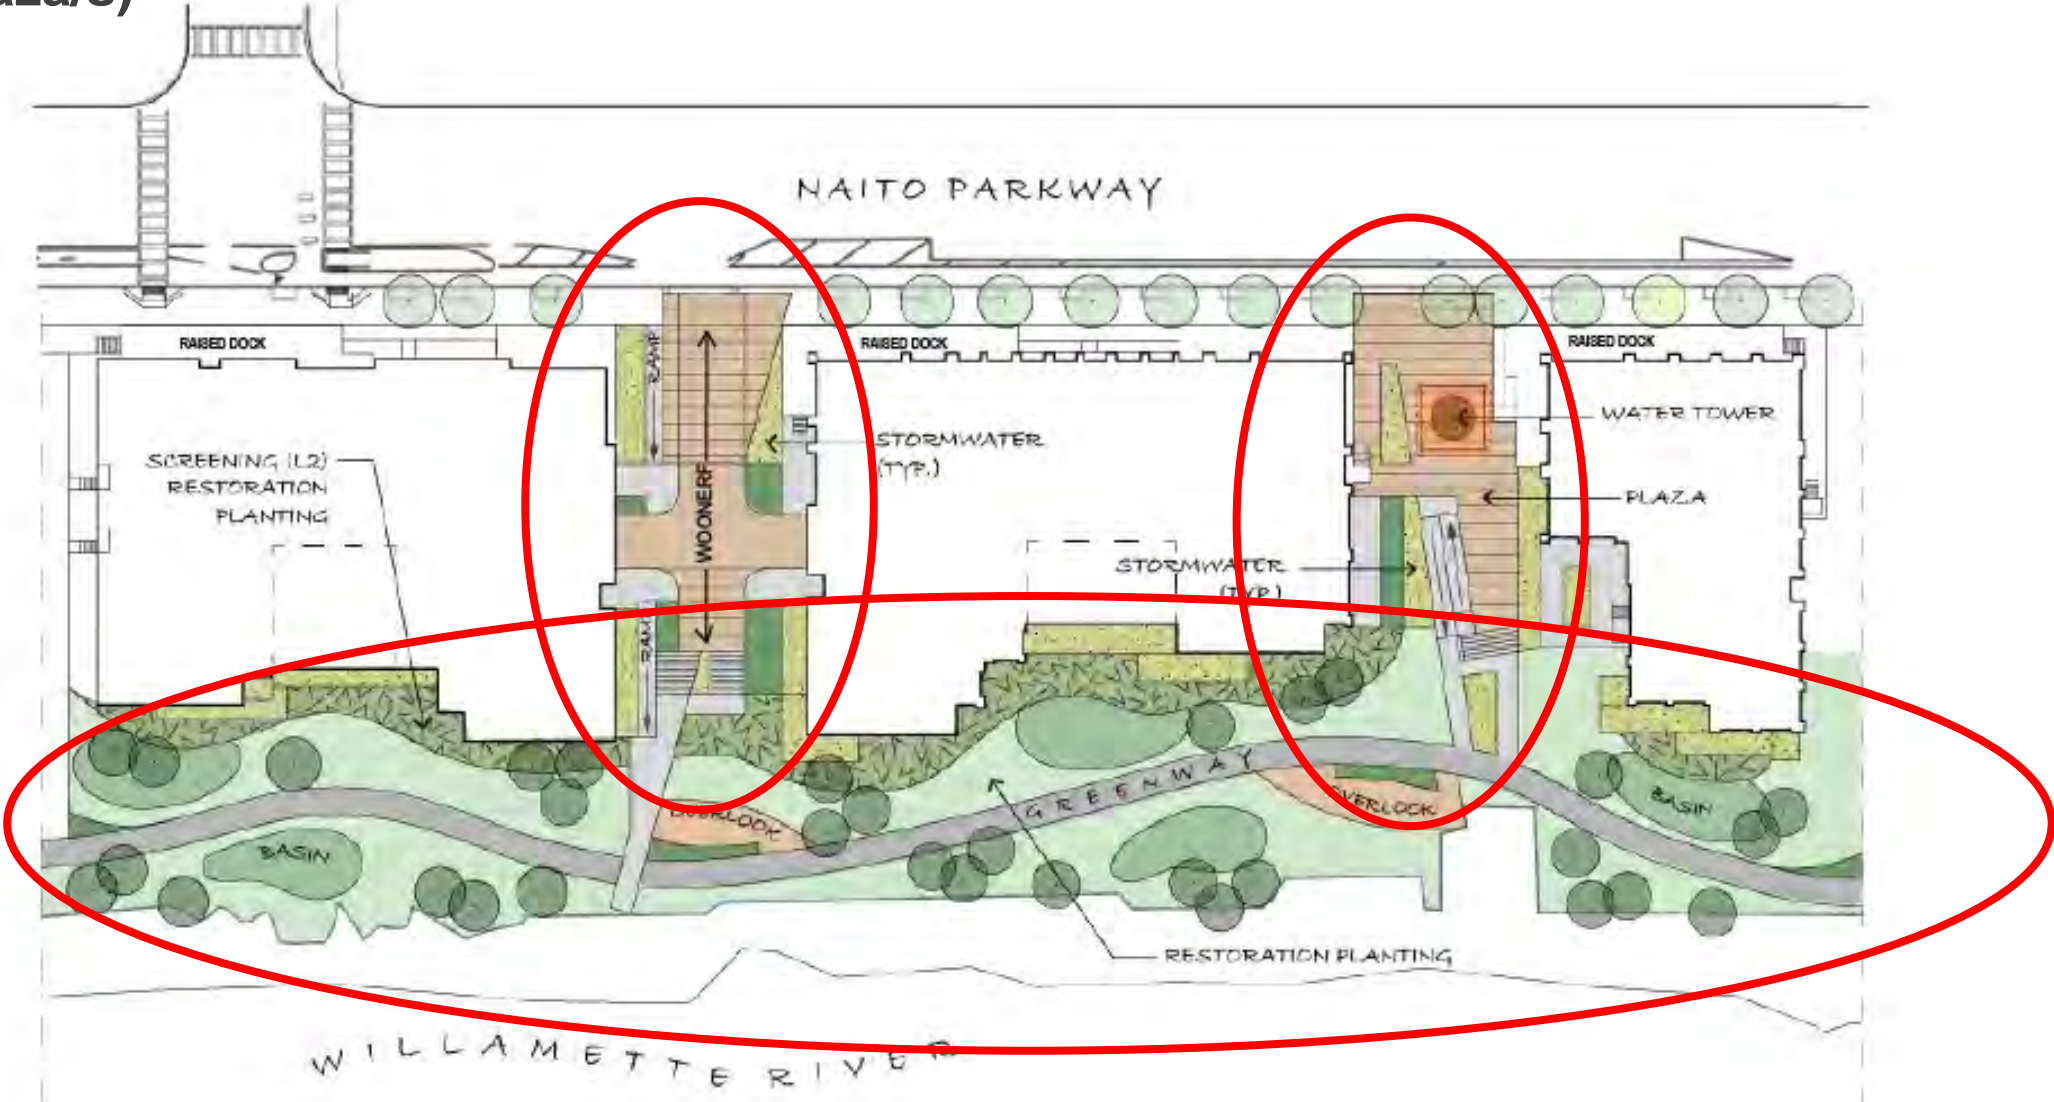 NAITO PARKWAY
RAISED DOCK
RAMP
RAISED DOCK
RAISED DOCK
WATER TOWER
STORMWATER
(TYP.)
SCREENING (L2)
RESTORATION
PLANTING
WOONERF
PLAZA
STORMWATER
(TYP.)
RAMP
GREENWAY
OVERLOOK
OVERLOOK
BASIN
BASIN
RESTORATION PLANTING
WILLAMETTE RIVER